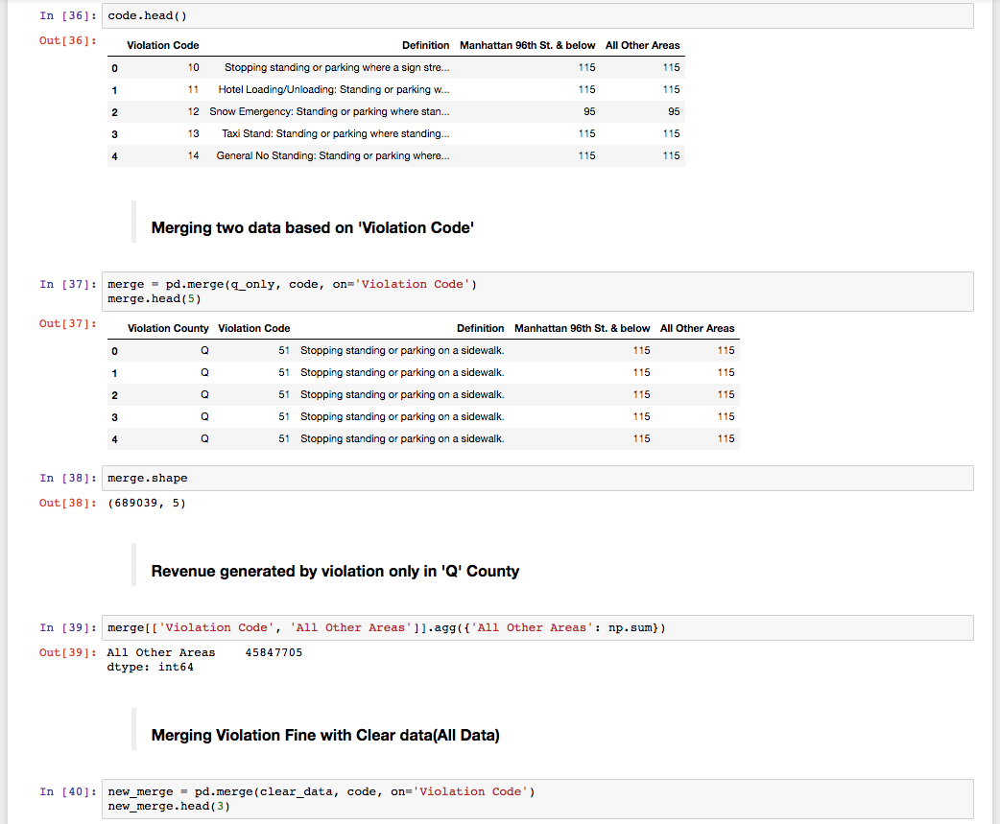 In [36]: code.head()
Out[36]:
Violation Code Definition Manhattan 96th St. & below All Other Areas
0 10 Stopping standing or parking where a sign stre... 115 115
1 11 Hotel Loading/Unloading: Standing or parking w... 115 115
2 12 Snow Emergency: Standing or parking where stan... 95 95
3 13 Taxi Stand: Standing or parking where standing... 115 115
4 14 General No Standing: Standing or parking where... 115 115
Merging two data based on 'Violation Code'
In [37]: merge = pd.merge(q_only, code, on='Violation Code')
merge.head(5)
Out[37]:
Violation County Violation Code Definition Manhattan 96th St. & below All Other Areas
0 Q 51 Stopping standing or parking on a sidewalk. 115 115
1 Q 51 Stopping standing or parking on a sidewalk. 115 115
2 Q 51 Stopping standing or parking on a sidewalk. 115 115
3 Q 51 Stopping standing or parking on a sidewalk. 115 115
4 Q 51 Stopping standing or parking on a sidewalk. 115 115
In [38]: merge.shape
Out[38]: (689039, 5)
Revenue generated by violation only in 'Q' County
In [39]: merge[['Violation Code', 'All Other Areas']].agg({'All Other Areas': np.sum})
Out[39]: All Other Areas 45847705
dtype: int64
Merging Violation Fine with Clear data(All Data)
In [40]: new_merge = pd.merge(clear_data, code, on='Violation Code')
new_merge.head(3)